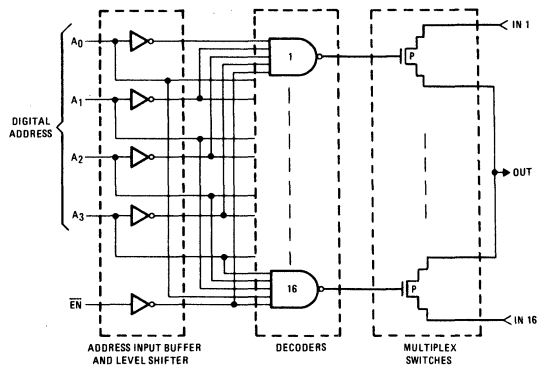 A0
A1
DIGITAL
ADDRESS
A2
A3
EN
1
16
P
P
IN 1
OUT
IN 16
ADDRESS INPUT BUFFER
AND LEVEL SHIFTER
DECODERS
MULTIPLEX
SWITCHES